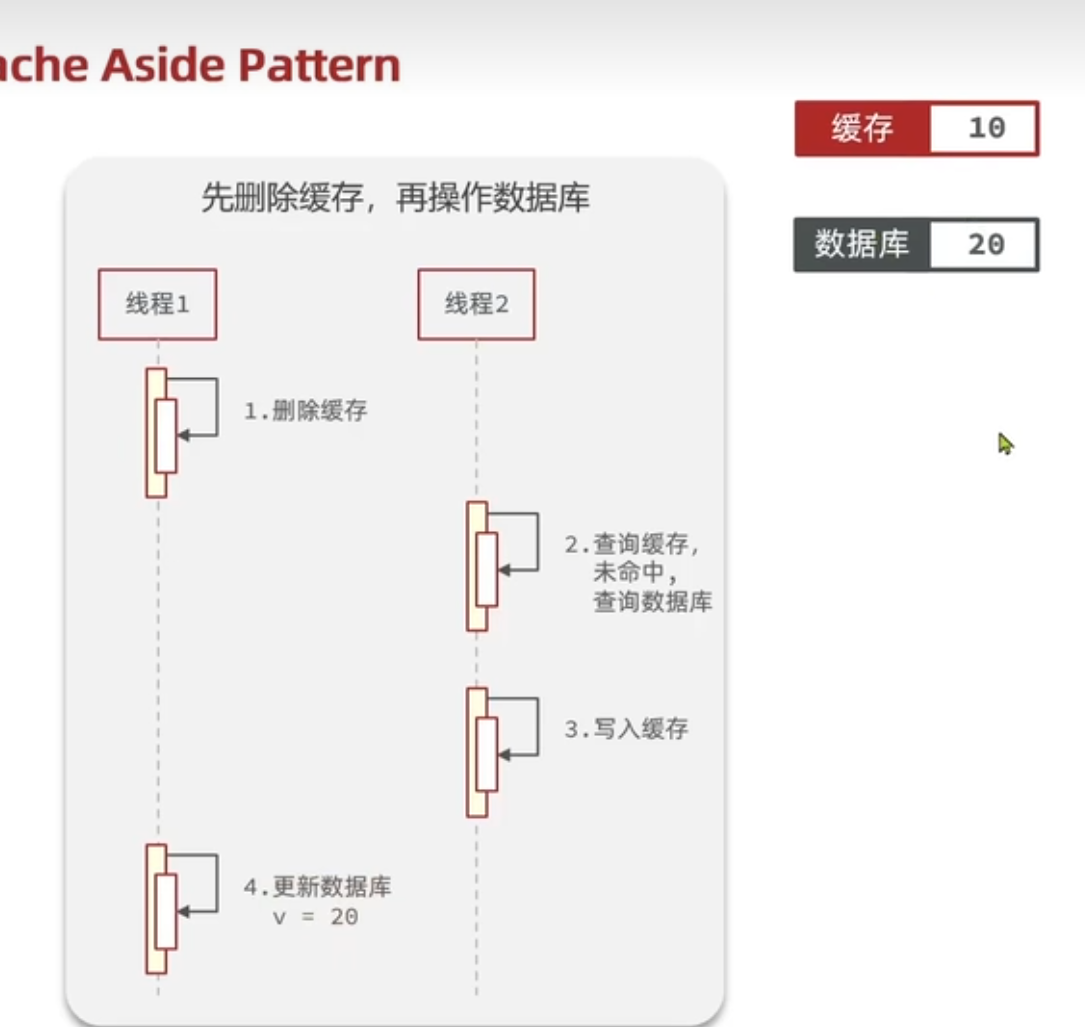 ache Aside Pattern
缓存 10
数据库 20
先删除缓存，再操作数据库
线程1
线程2
1.删除缓存
2.查询缓存，
未命中，
查询数据库
3.写入缓存
4.更新数据库
v = 20